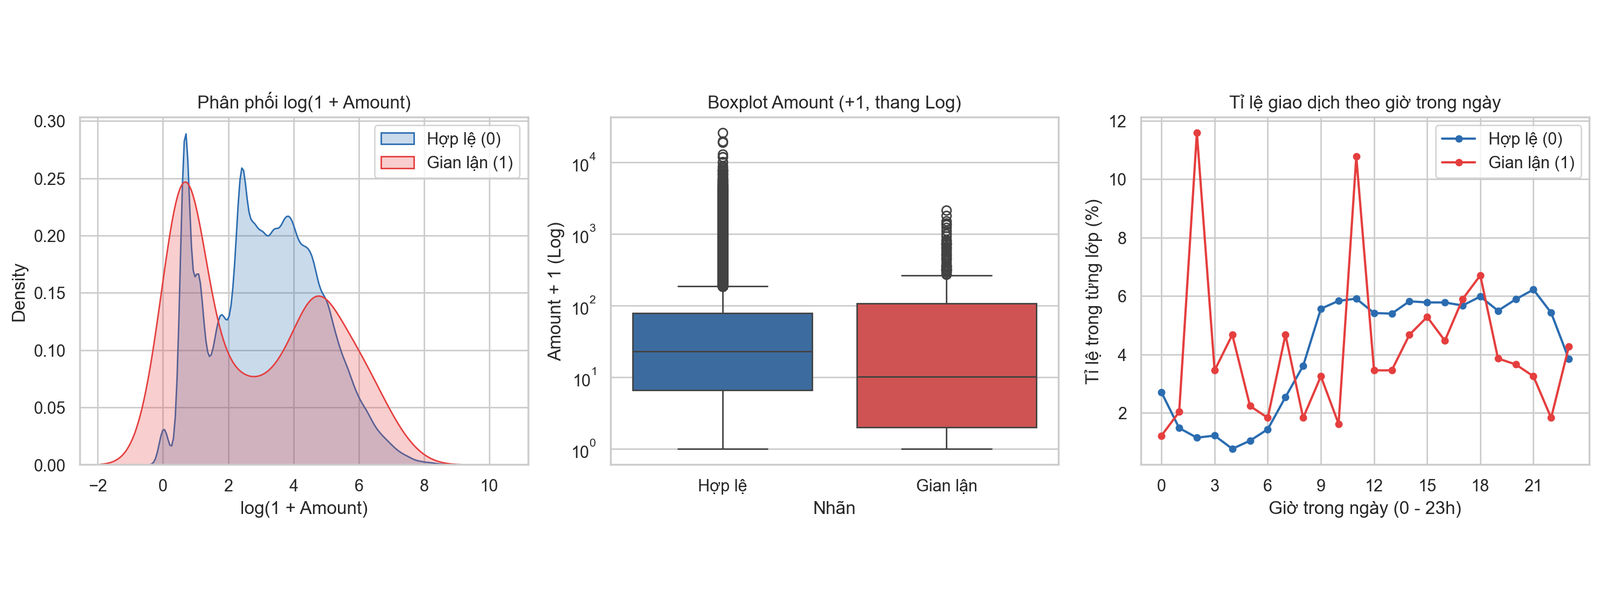 Phân phối log(1 + Amount)
Density
0.30
0.25
0.20
0.15
0.10
0.05
0.00
Hợp lệ (0)
Gian lận (1)
−2 0 2 4 6 8 10
log(1 + Amount)
Boxplot Amount (+1, thang Log)
Amount + 1 (Log)
10^4
10^3
10^2
10^1
10^0
Hợp lệ Gian lận
Nhãn
Tỉ lệ giao dịch theo giờ trong ngày
Tỉ lệ trong từng lớp (%)
12
10
8
6
4
2
Hợp lệ (0)
Gian lận (1)
0 3 6 9 12 15 18 21
Giờ trong ngày (0 - 23h)